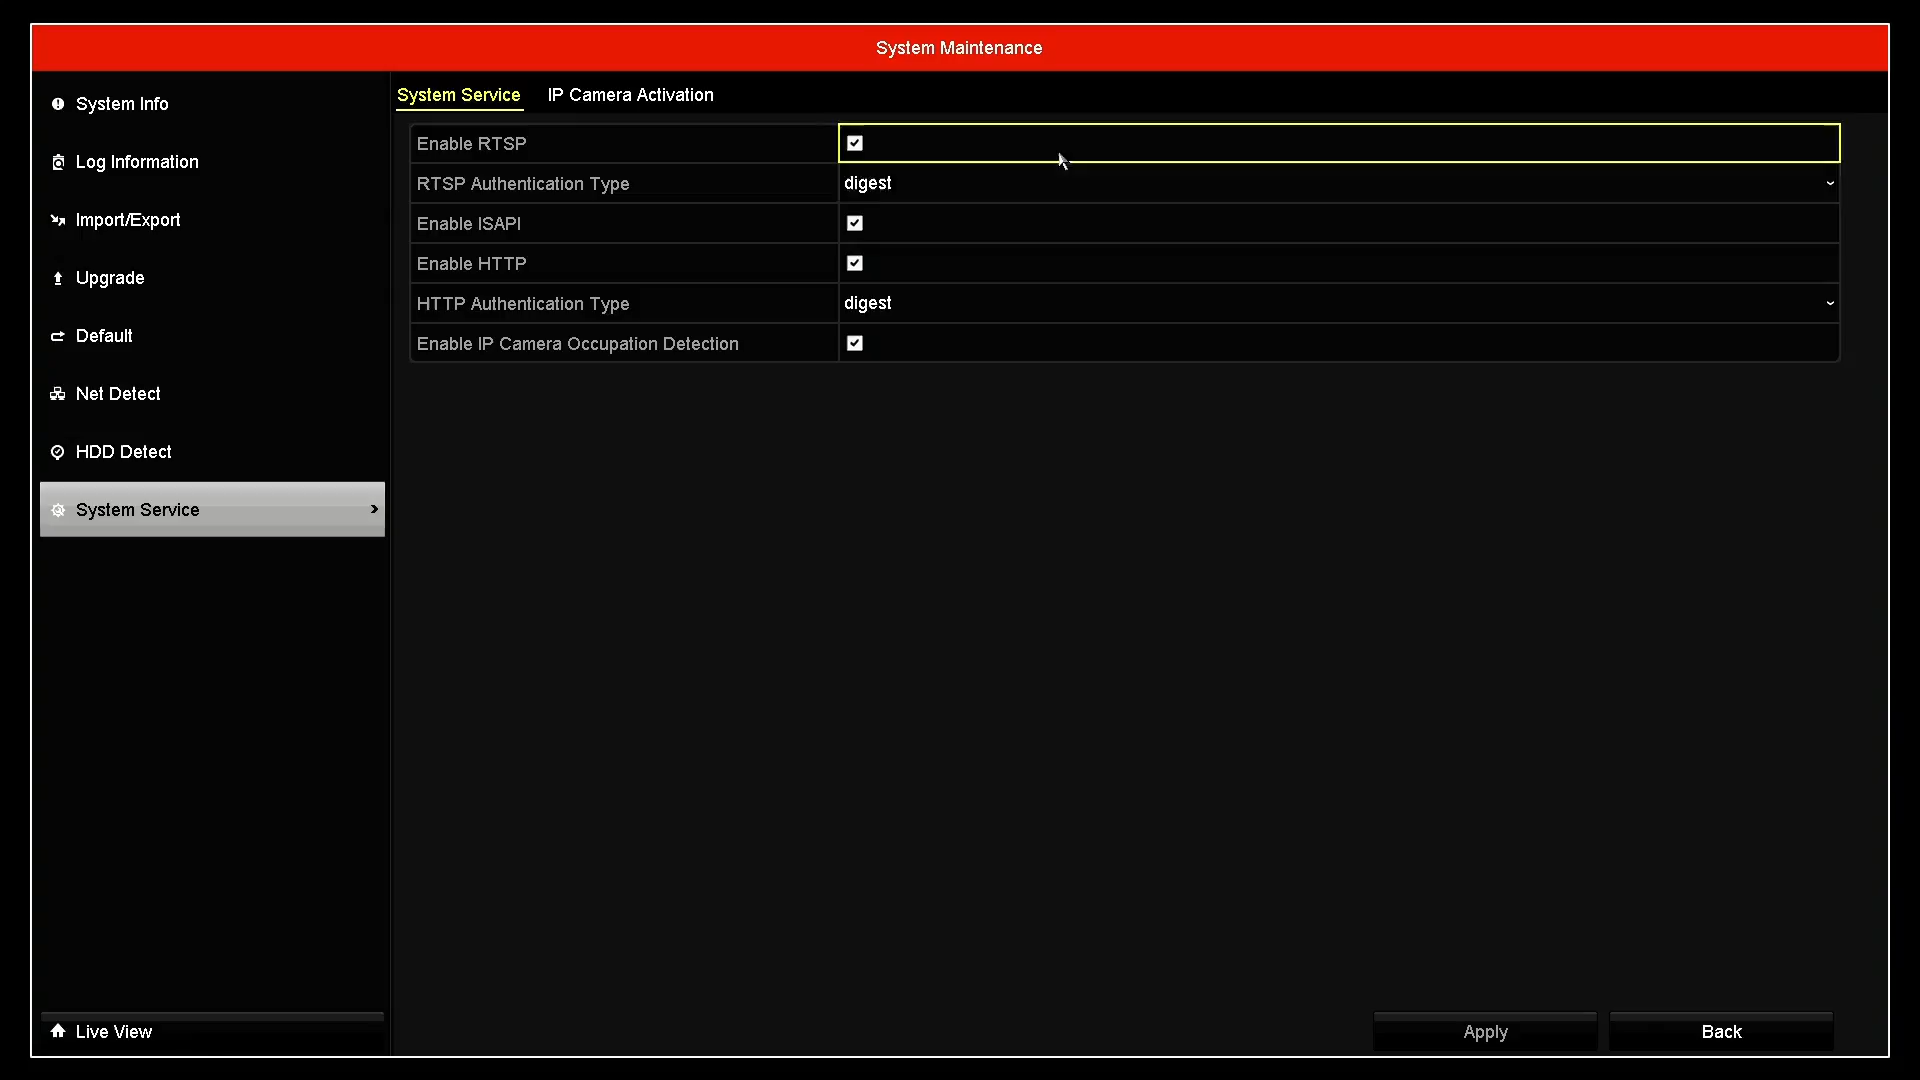 System Maintenance
System Info
Log Information
Import/Export
Upgrade
Default
Net Detect
HDD Detect
System Service
Live View
System Service IP Camera Activation
Enable RTSP
RTSP Authentication Type digest
Enable ISAPI
Enable HTTP
HTTP Authentication Type digest
Enable IP Camera Occupation Detection
Apply Back